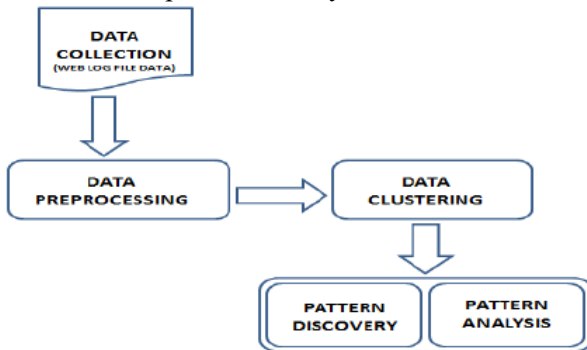 DATA
COLLECTION
(WEB LOG FILE DATA)
DATA
PREPROCESSING
DATA
CLUSTERING
PATTERN
DISCOVERY
PATTERN
ANALYSIS